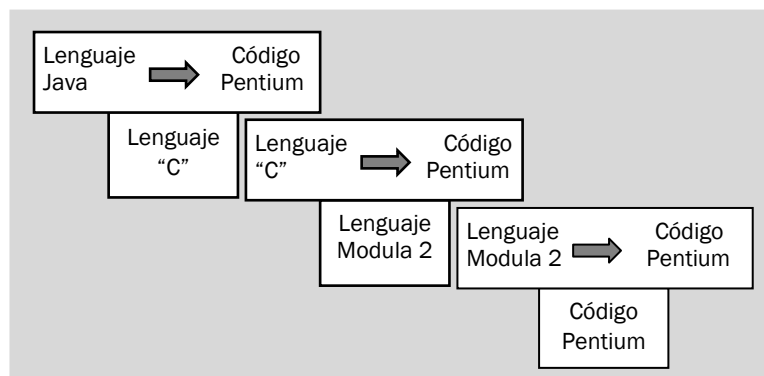 Lenguaje
Java
Código
Pentium
Lenguaje
“C”
Lenguaje
“C”
Código
Pentium
Lenguaje
Modula 2
Lenguaje
Modula 2
Código
Pentium
Código
Pentium